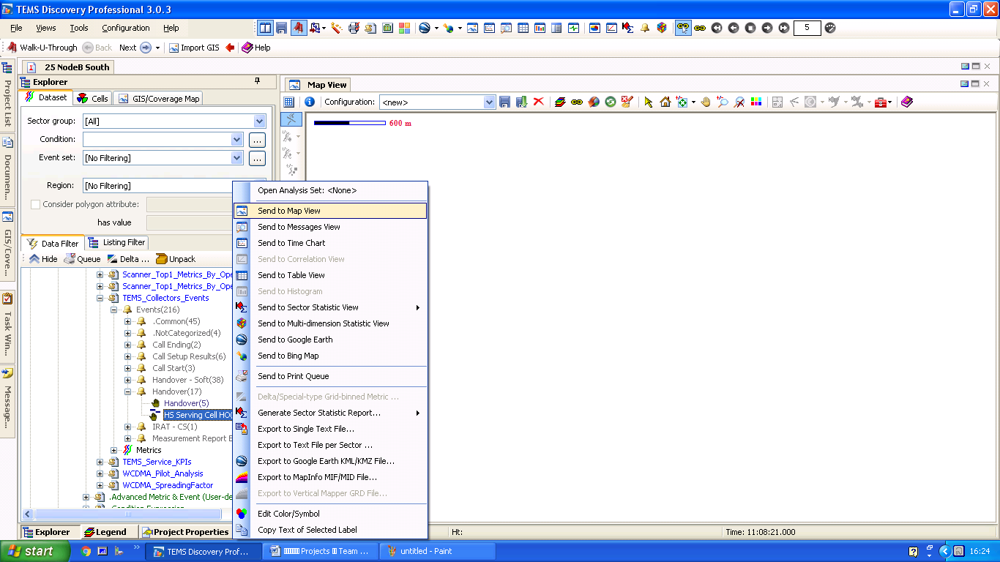 TEMS Discovery Professional 3.0.3
File Views Tools Configuration Help
5
Walk-U-Through Back Next Import GIS Help
25 NodeB South
Explorer
Dataset Cells GIS/Coverage Map
Sector group: [All]
Condition: ...
Event set: [No Filtering] ...
Region: [No Filtering]
Consider polygon attribute:
has value
Data Filter Listing Filter
Hide Queue Delta ... Unpack
Scanner_Top1_Metrics_By_Ope
Scanner_Top1_Metrics_By_Ope
TEMS_Collectors_Events
Events(216)
.Common(45)
.NotCategorized(4)
Call Ending(2)
Call Setup Results(6)
Call Start(3)
Handover - Soft(38)
Handover(17)
Handover(5)
HS Serving Cell HO(
IRAT - CS(1)
Measurement Report E
Metrics
TEMS_Service_KPIs
WCDMA_Pilot_Analysis
WCDMA_SpreadingFactor
.Advanced Metric & Event (User-de
Explorer Legend Project Properties
Project List
Documen...
GIS/Cove...
Task Win...
Message...
Map View
Configuration: <new>
600 m
Open Analysis Set: <None>
Send to Map View
Send to Messages View
Send to Time Chart
Send to Correlation View
Send to Table View
Send to Histogram
Send to Sector Statistic View
Send to Multi-dimension Statistic View
Send to Google Earth
Send to Bing Map
Send to Print Queue
Delta/Special-type Grid-binned Metric ...
Generate Sector Statistic Report...
Export to Single Text File...
Export to Text File per Sector ...
Export to Google Earth KML/KMZ File...
Export to MapInfo MIF/MID File...
Export to Vertical Mapper GRD File...
Edit Color/Symbol
Copy Text of Selected Label
Ht: Time: 11:08:21.000
start TEMS Discovery Prof... Projects Team ... untitled - Paint 16:24